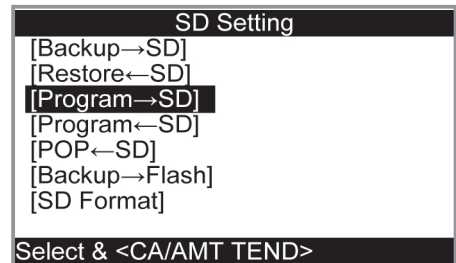 SD Setting
[Backup→SD]
[Restore←SD]
[Program→SD]
[Program←SD]
[POP←SD]
[Backup→Flash]
[SD Format]
Select & <CA/AMT TEND>